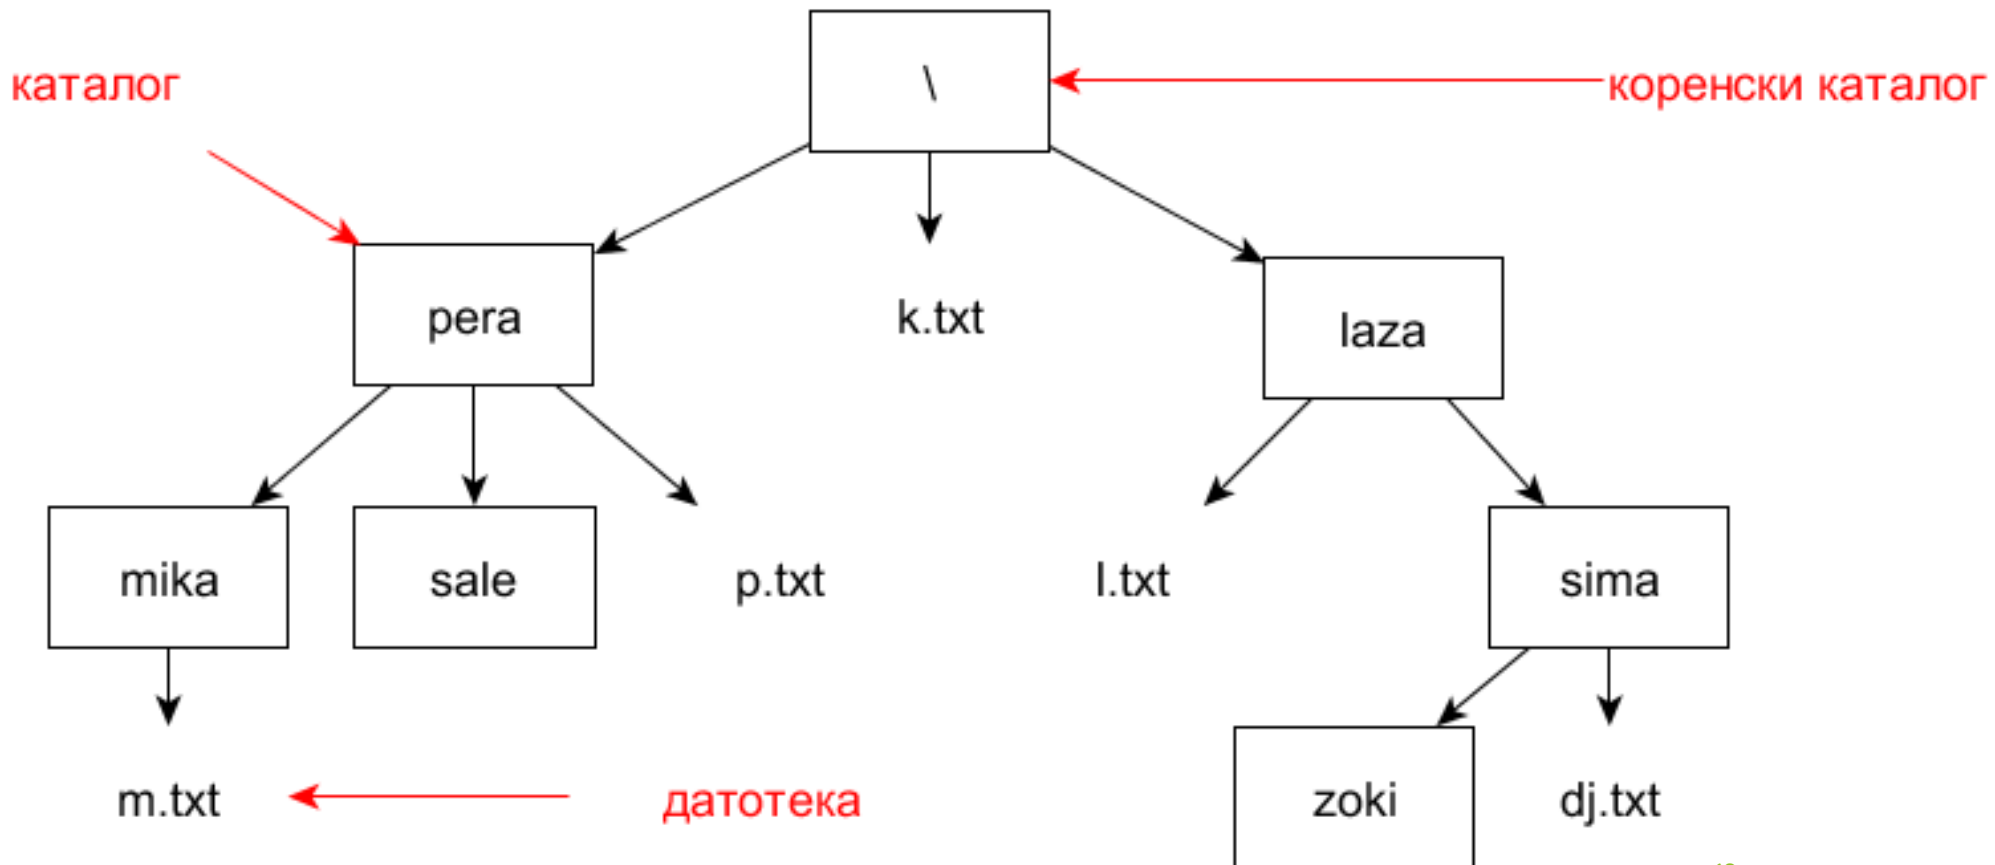 \
каталог
коренски каталог
pera
k.txt
laza
mika
sale
p.txt
l.txt
sima
m.txt
датотека
zoki
dj.txt